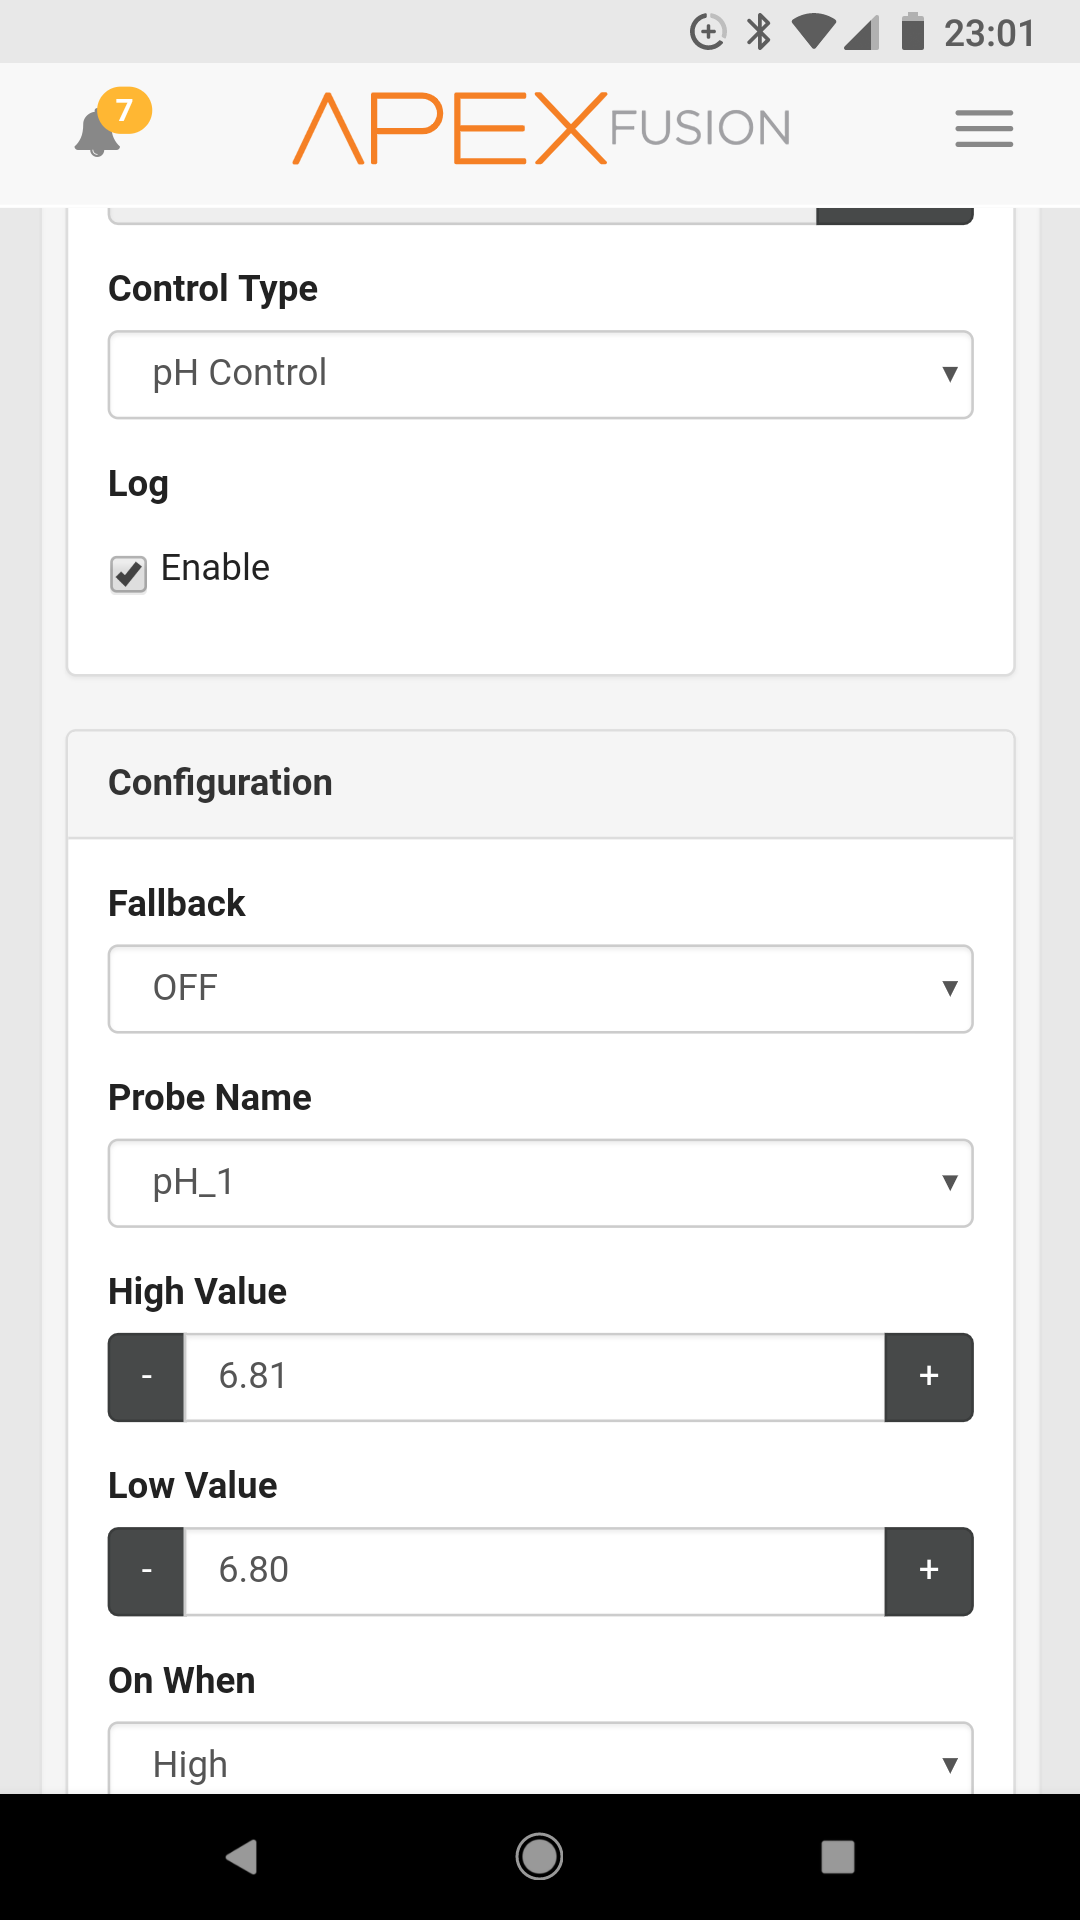 23:01
7
APEX FUSION
Control Type
pH Control
Log
Enable
Configuration
Fallback
OFF
Probe Name
pH_1
High Value
- 6.81 +
Low Value
- 6.80 +
On When
High